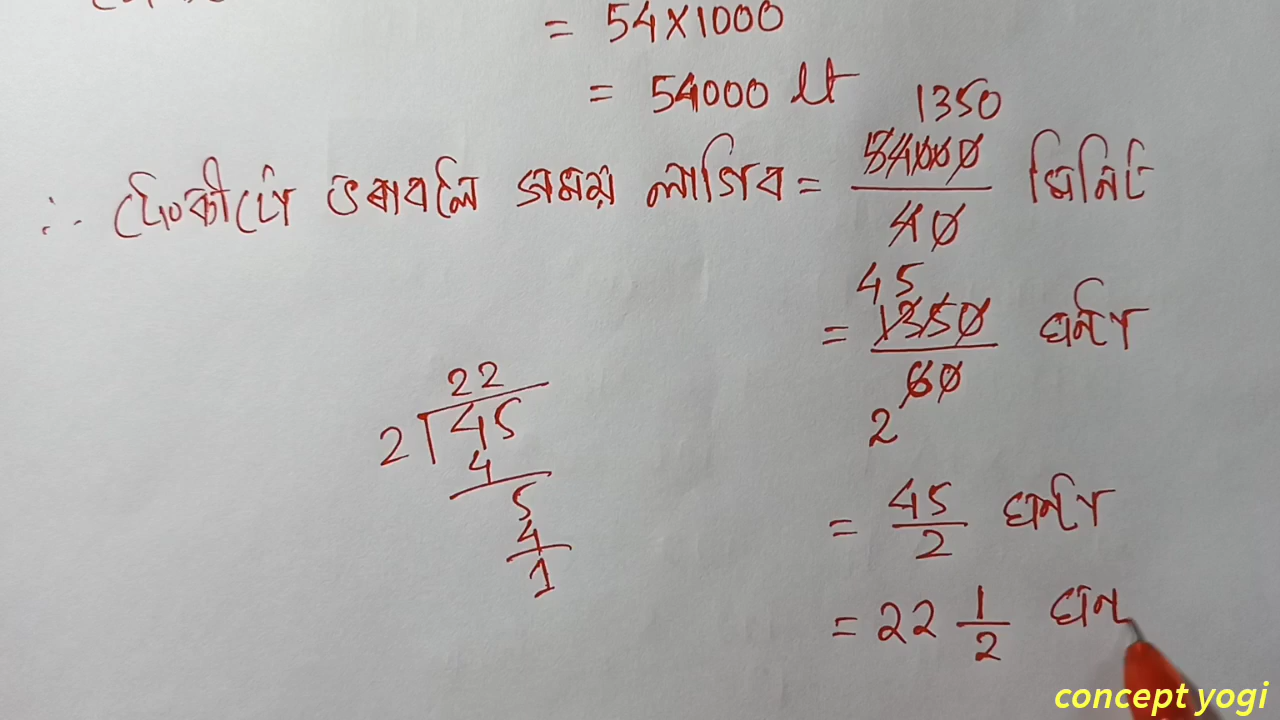 = 54×1000
= 54000 lt
1350
∴ টেংকীটো ভৰাবলৈ সময় লাগিব = 54000/40 মিনিট
45
= 1350/60 ঘণ্টা
2
22
2 45
4
5
4
1
= 45/2 ঘণ্টা
= 22 1/2 ঘন
concept yogi